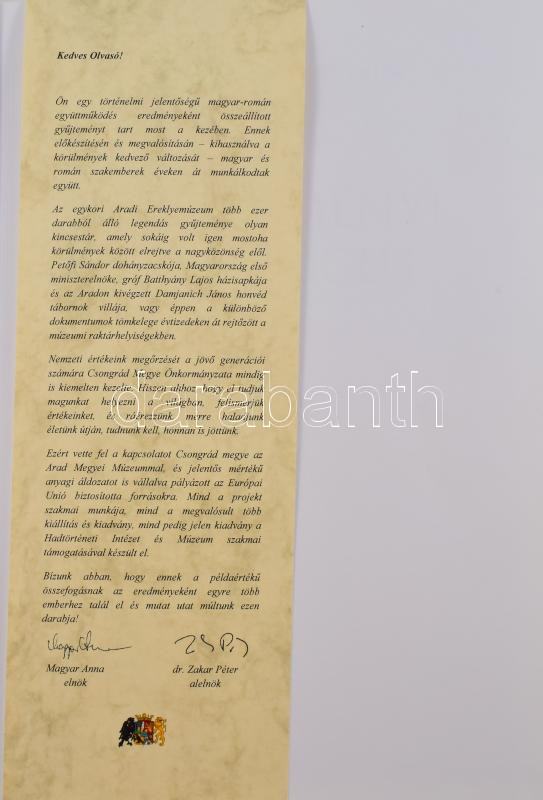 Kedves Olvasó!
Ön egy történelmi jelentőségű magyar-román
együttműködés eredményeként összeállított
gyűjteményt tart most a kezében. Ennek
előkészítésén és megvalósításán – kihasználva a
körülmények kedvező változását – magyar és
román szakemberek éveken át munkálkodtak
együtt.
Az egykori Aradi Ereklyemúzeum több ezer
darabból álló legendás gyűjteménye olyan
kincsestár, amely sokáig volt igen mostoha
körülmények között elrejtve a nagyközönség elől.
Petőfi Sándor dohányzacskója, Magyarország első
miniszterelnöke, gróf Batthyány Lajos házisapkája
és az Aradon kivégzett Damjanich János honvéd
tábornok villája, vagy éppen a különböző
dokumentumok tömkelege évtizedeken át rejtőzött a
múzeumi raktárhelyiségekben.
Nemzeti értékeink megőrzését a jövő generációi
számára Csongrád Megye Önkormányzata mindig
is kiemelten kezelte. Hiszen ahhoz, hogy el tudjuk
magunkat helyezni a világban, felismerjük
értékeinket, és ráérezzünk, merre haladjunk
életünk útján, tudnunk kell, honnan is jöttünk.
Ezért vette fel a kapcsolatot Csongrád megye az
Arad Megyei Múzeummal, és jelentős mértékű
anyagi áldozatot is vállalva pályázott az Európai
Unió biztosította forrásokra. Mind a projekt
szakmai munkája, mind a megvalósult több
kiállítás és kiadvány, mind pedig jelen kiadvány a
Hadtörténeti Intézet és Múzeum szakmai
támogatásával készült el.
Bízunk abban, hogy ennek a példaértékű
összefogásnak az eredményeként egyre több
emberhez talál el és mutat utat múltunk ezen
darabja!
Magyar Anna
elnök
dr. Zakar Péter
alelnök
darabanth